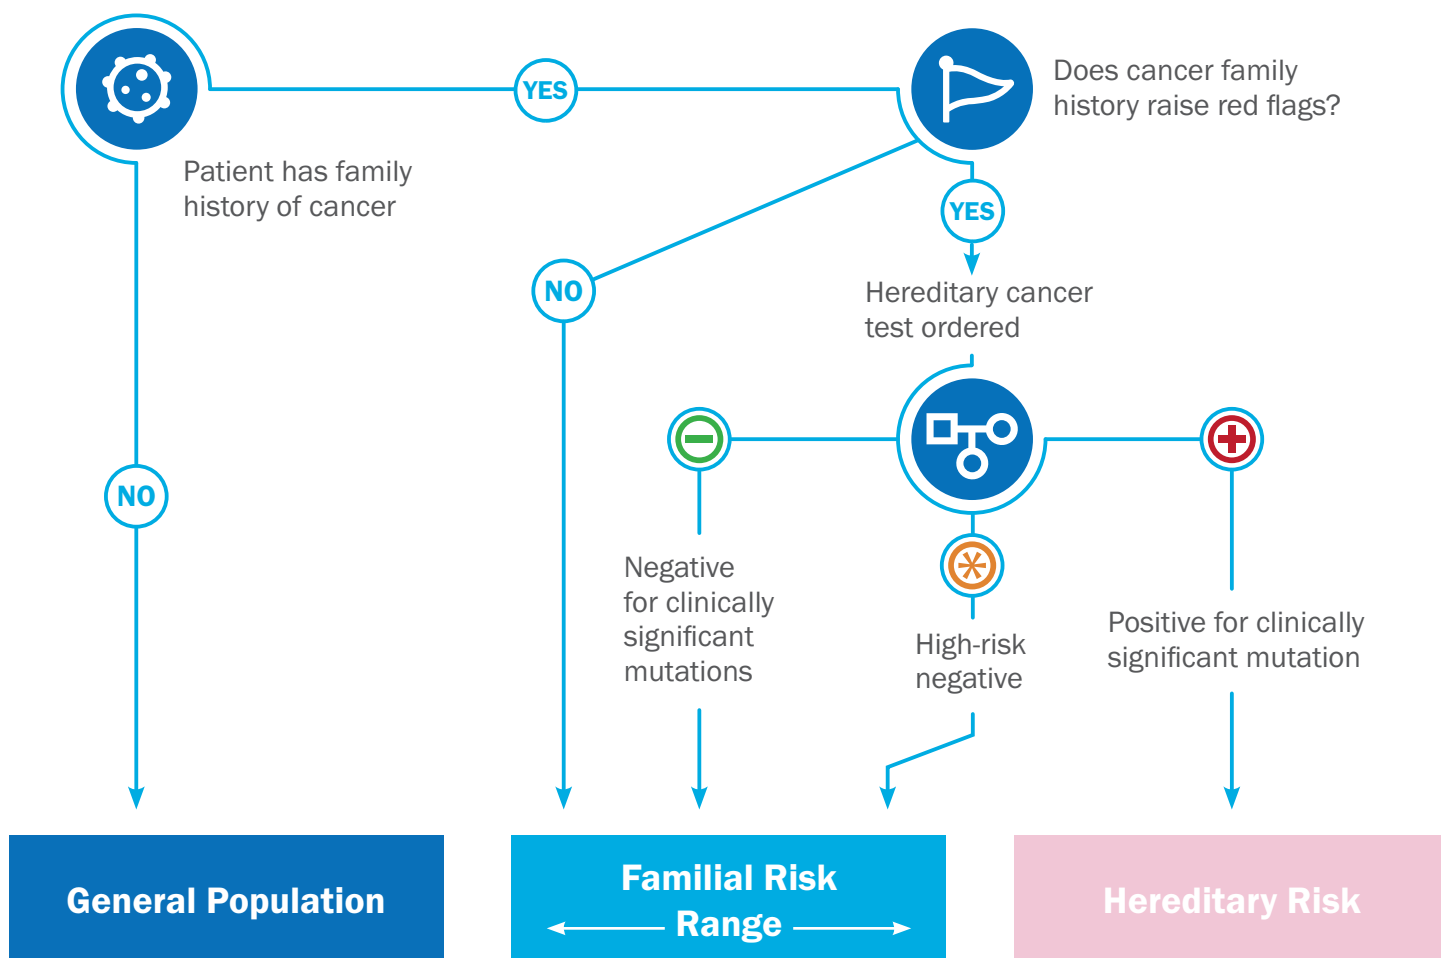 YES
Does cancer family
history raise red flags?
Patient has family
history of cancer
YES
NO
Hereditary cancer
test ordered
NO
Negative
for clinically
significant
mutations
High-risk
negative
Positive for clinically
significant mutation
General Population
Familial Risk
Range
Hereditary Risk